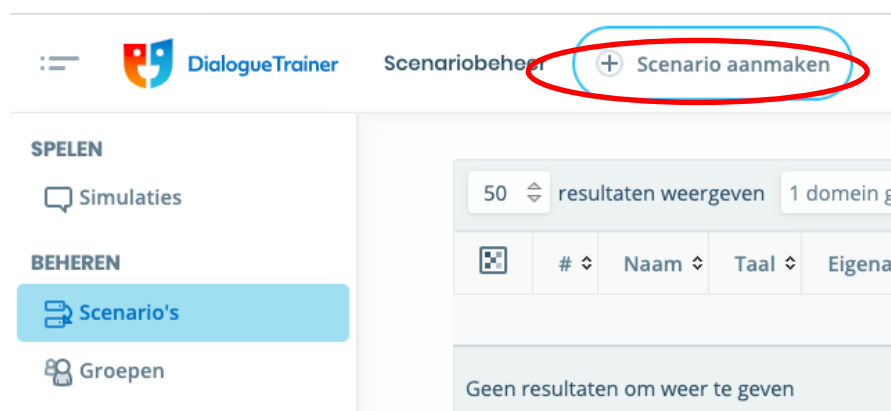 DialogueTrainer
Scenariobeheer
Scenario aanmaken
SPELEN
Simulaties
BEHEREN
Scenario's
Groepen
50 resultaten weergeven 1 domein
# Naam Taal
Geen resultaten om weer te geven